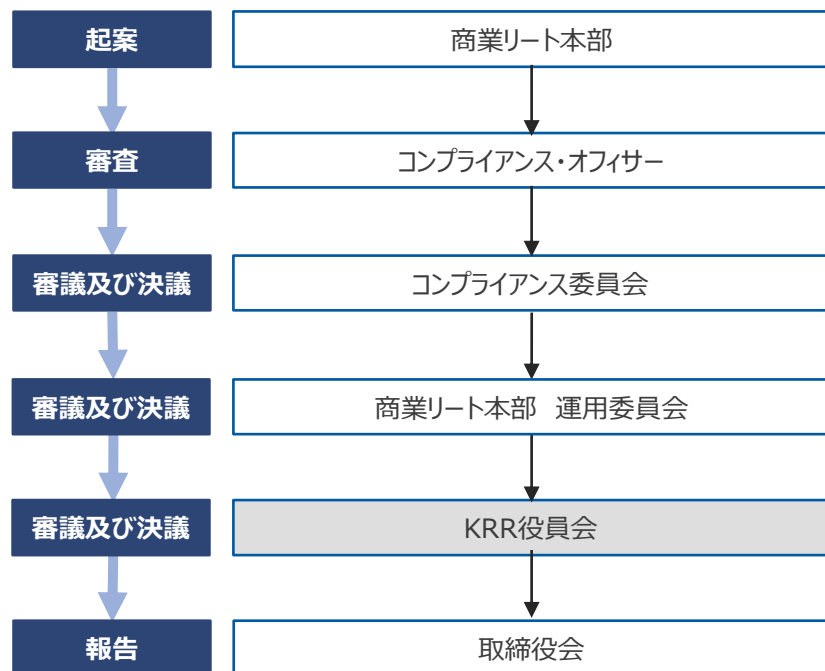 起案
商業リート本部
審査
コンプライアンス・オフィサー
審議及び決議
コンプライアンス委員会
審議及び決議
商業リート本部　運用委員会
審議及び決議
KRR役員会
報告
取締役会